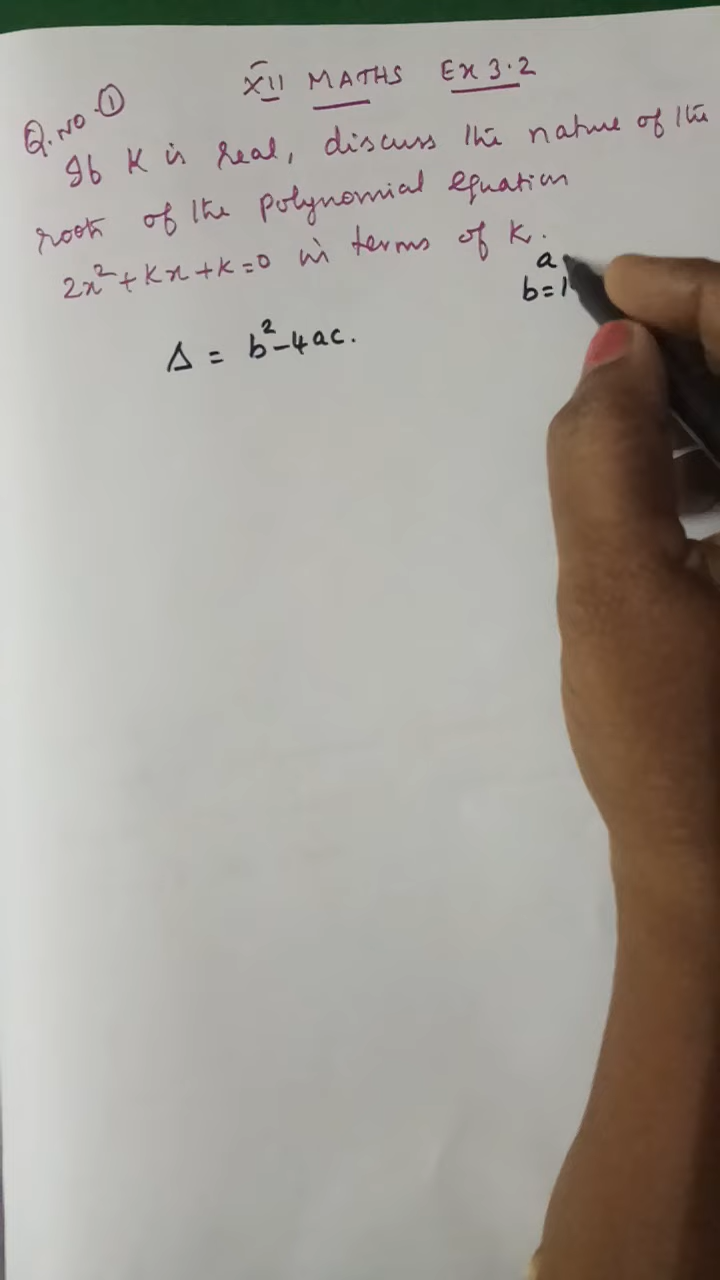 XII MATHS Ex 3.2
Q.NO.①
If K is real, discuss the nature of the
roots of the polynomial equation
2x²+Kx+K=0 in terms of K.
a
b=
Δ = b²-4ac.